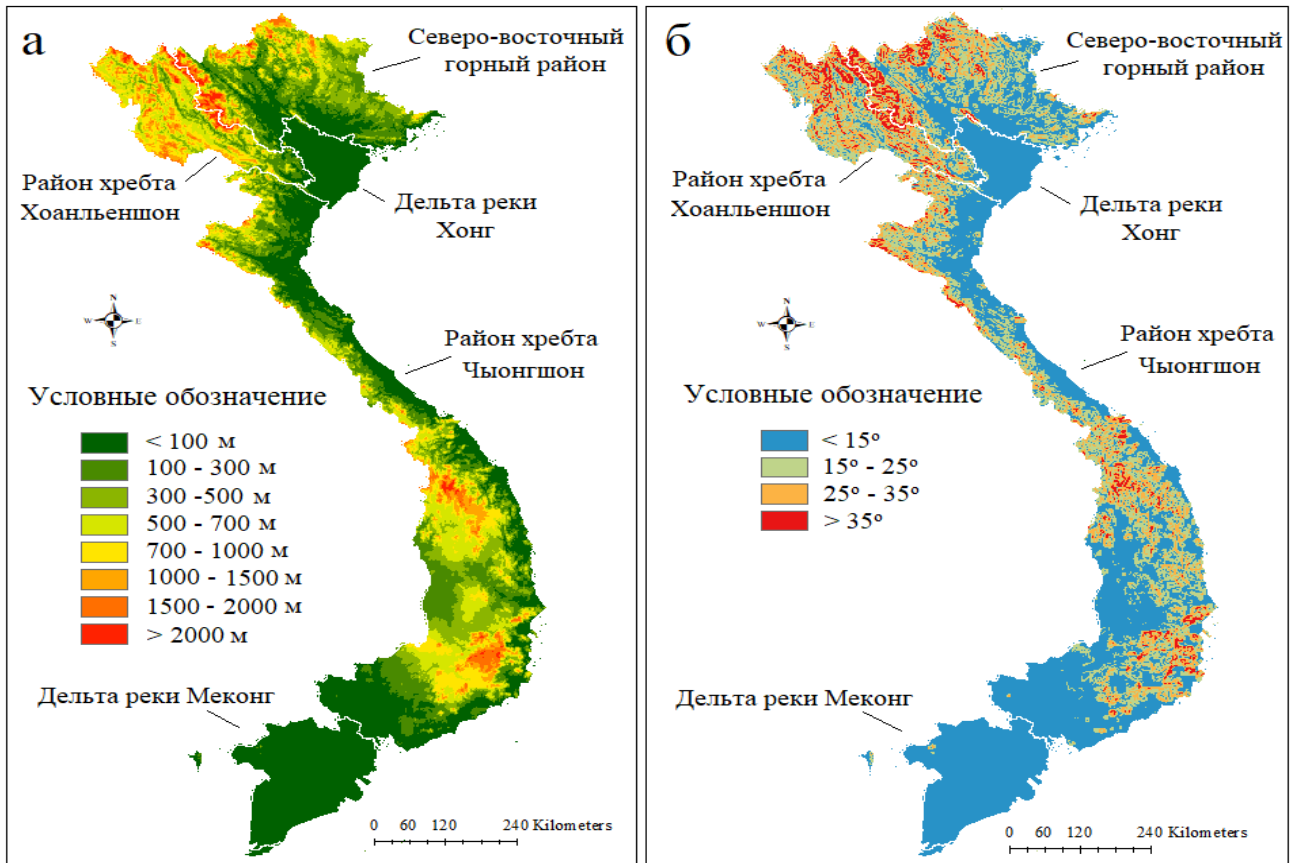 а
Северо-восточный
горный район
Район хребта
Хоанльеншон
Дельта реки
Хонг
N
W E
S
Район хребта
Чыонгшон
Условные обозначение
< 100 м
100 - 300 м
300 -500 м
500 - 700 м
700 - 1000 м
1000 - 1500 м
1500 - 2000 м
> 2000 м
Дельта реки Меконг
0 60 120 240 Kilometers
б
Северо-восточный
горный район
Район хребта
Хоанльеншон
Дельта реки
Хонг
N
W E
S
Район хребта
Чыонгшон
Условные обозначение
< 15º
15º - 25º
25º - 35º
> 35º
Дельта реки Меконг
0 60 120 240 Kilometers